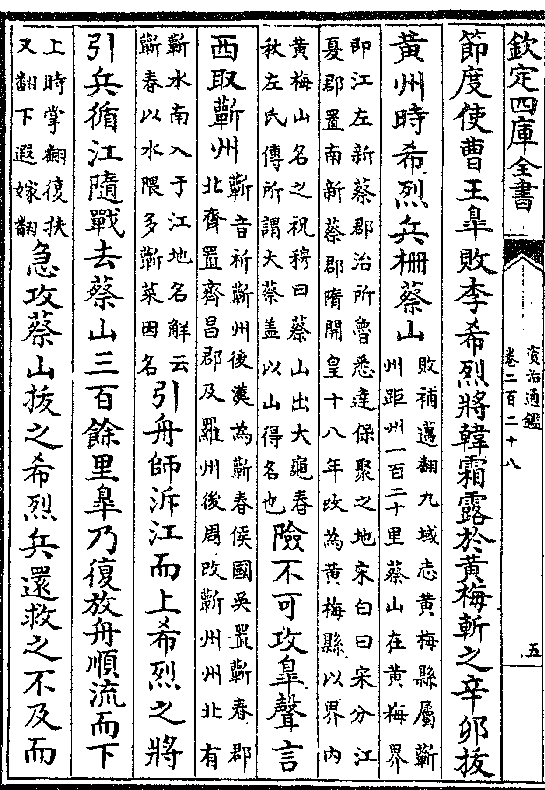 欽定四庫全書
資治通鑑
卷二百二十八
五
節度使曹王臯敗李希烈將韓霜露於黃梅斬之辛卯拔
黃州時希烈兵柵蔡山
敗補邁翻九域志黃梅縣屬蘄
州距州一百二十里蔡山在黃梅界
即江左新蔡郡治所魯悉達保聚之地宋白曰宋分江
夏郡置南新蔡郡隋開皇十八年改為黃梅縣以界內
黃梅山名之祝穆曰蔡山出大龜春
秋左氏傳所謂大蔡盖以山得名也
險不可攻臯聲言
西取蘄州
蘄音祈蘄州後漢為蘄春侯國吳置蘄春郡
北齊置齊昌郡及羅州後周改蘄州州北有
蘄水南入于江地名解云
蘄春以水隈多蘄菜因名
引舟師泝江而上希烈之將
引兵循江隨戰去蔡山三百餘里臯乃復放舟順流而下
上時掌翻復扶
又翻下遐嫁翻
急攻蔡山拔之希烈兵還救之不及而